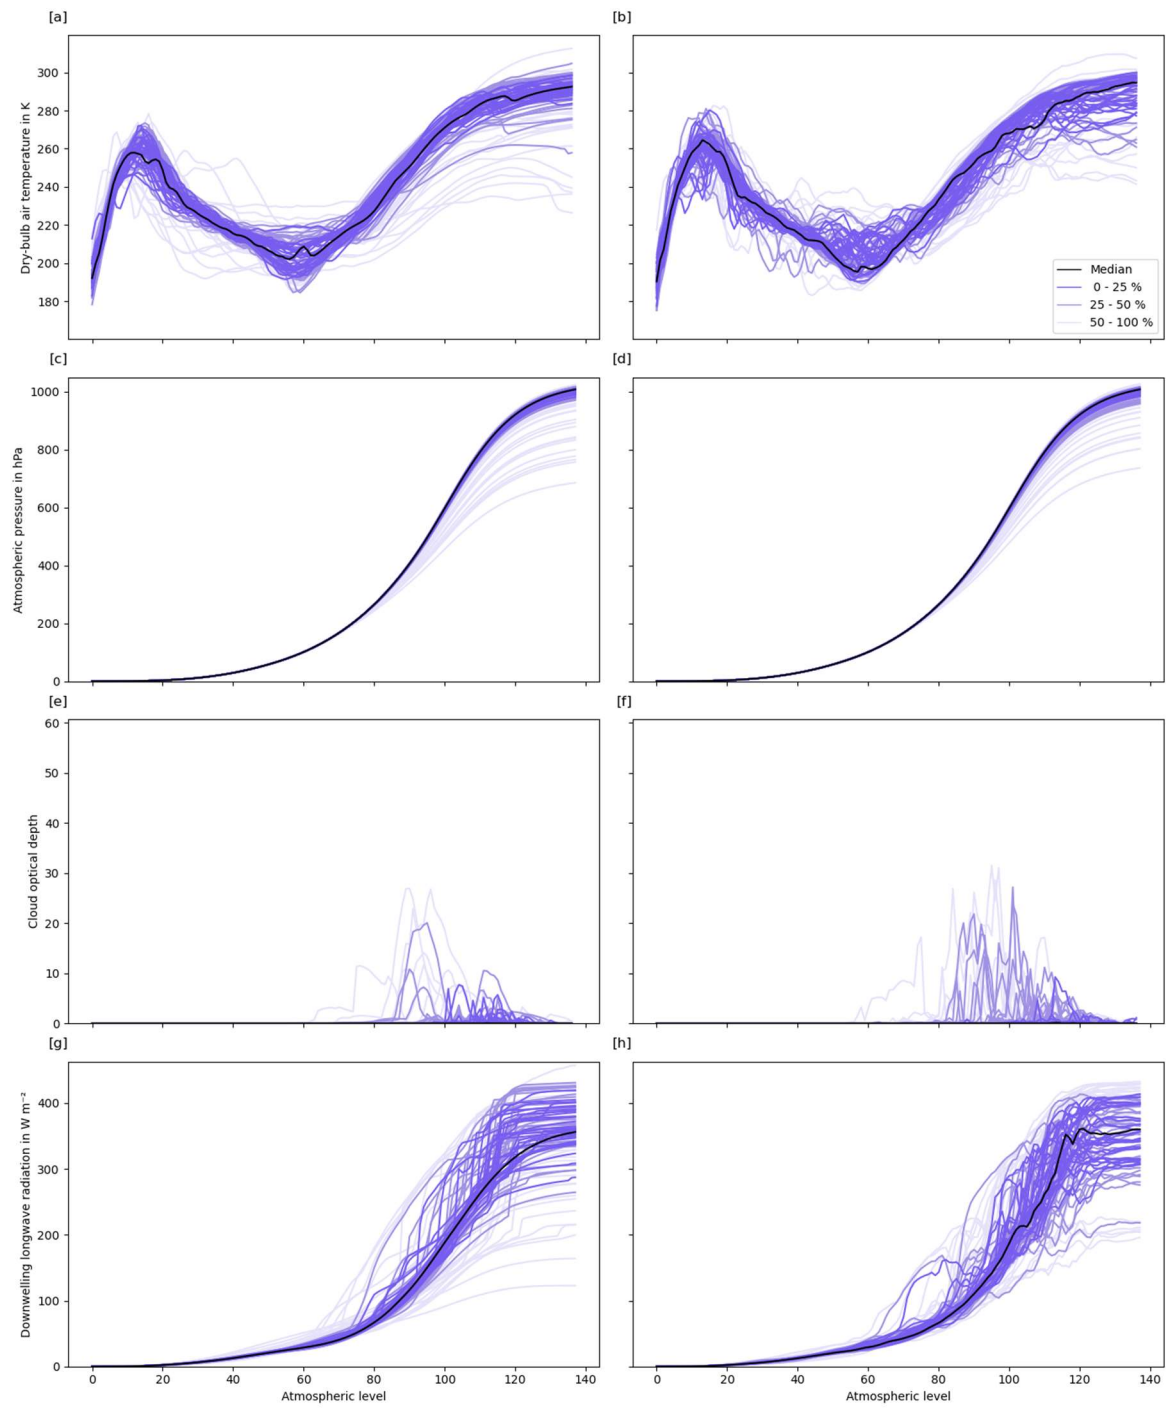 [a]
[b]
300
280
260
240
220
200
180
Dry-bulb air temperature in K
Median
0 - 25 %
25 - 50 %
50 - 100 %
[c]
[d]
1000
800
600
400
200
0
Atmospheric pressure in hPa
[e]
[f]
60
50
40
30
20
10
0
Cloud optical depth
[g]
[h]
400
300
200
100
0
Downwelling longwave radiation in W m⁻²
0 20 40 60 80 100 120 140
0 20 40 60 80 100 120 140
Atmospheric level
Atmospheric level